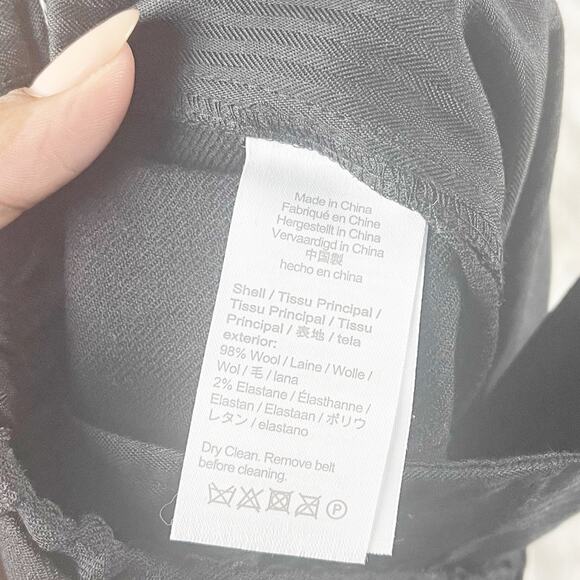 Made in China
Fabriqué en Chine
Hergestellt in China
Vervaardigd in China
中国製
hecho en china
Shell / Tissu Principal /
Tissu Principal / Tissu
Principal / 表地 / tela
exterior:
98% Wool / Laine / Wolle /
Wol / 毛 / lana
2% Elastane / Élasthanne /
Elastan / Elastaan / ポリウ
レタン / elastano
Dry Clean. Remove belt
before cleaning.
P